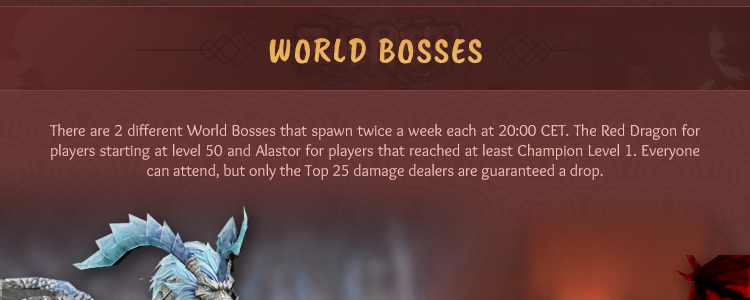 WORLD BOSSES
There are 2 different World Bosses that spawn twice a week each at 20:00 CET. The Red Dragon for
players starting at level 50 and Alastor for players that reached at least Champion Level 1. Everyone
can attend, but only the Top 25 damage dealers are guaranteed a drop.